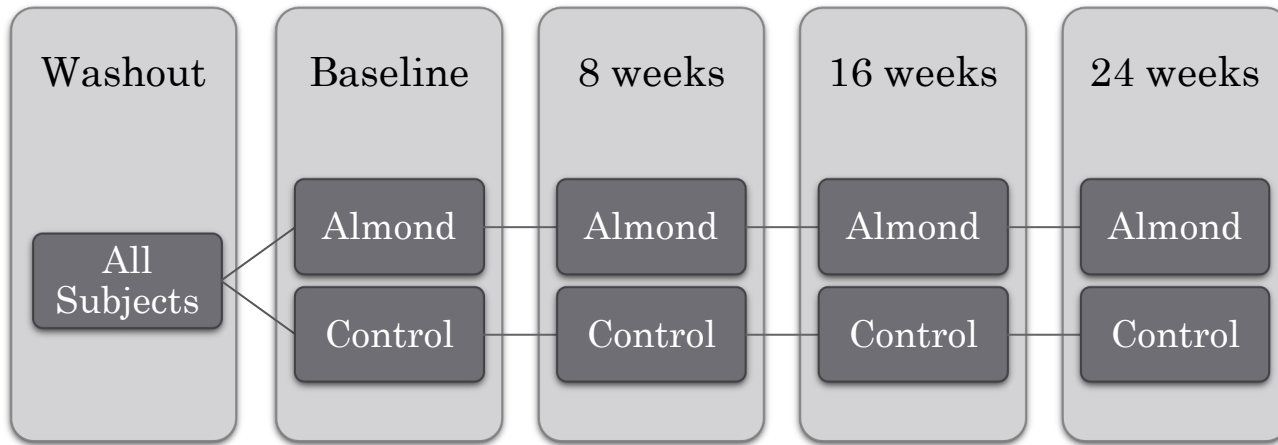 Washout
Baseline
8 weeks
16 weeks
24 weeks
All
Subjects
Almond
Almond
Almond
Almond
Control
Control
Control
Control